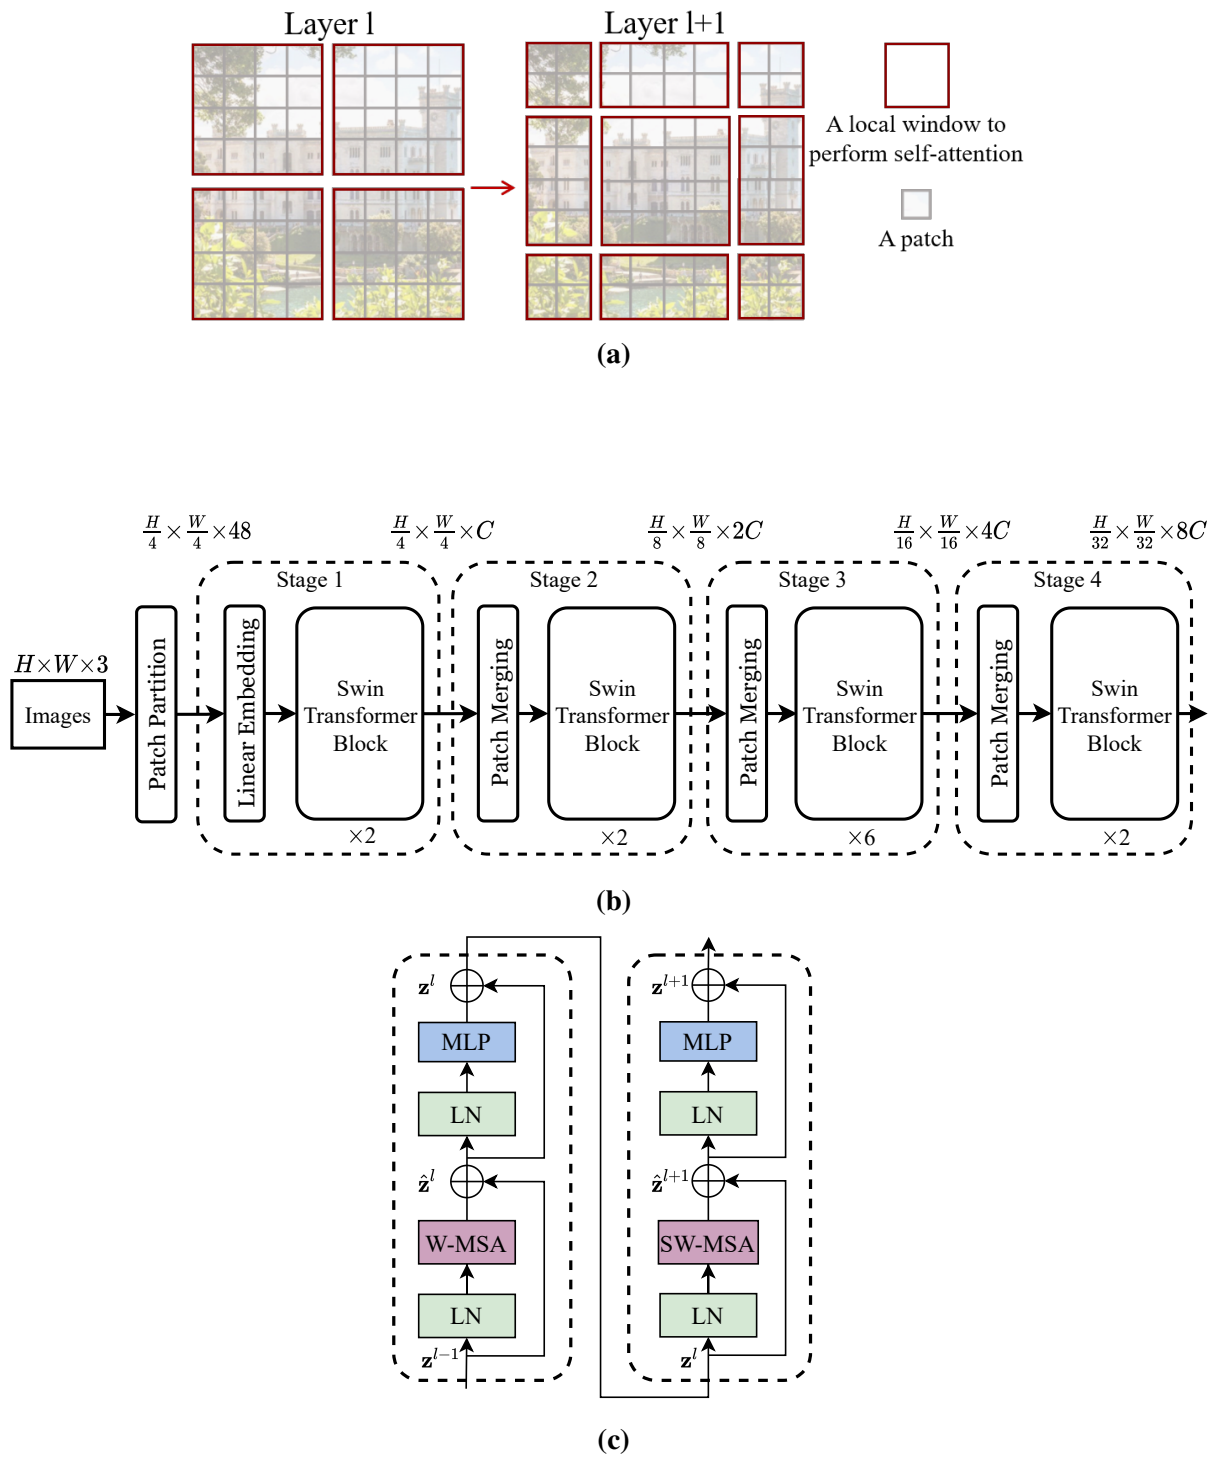 Layer l
Layer l+1
A local window to
perform self-attention
A patch
(a)
H/4 × W/4 × 48
H/4 × W/4 × C
H/8 × W/8 × 2C
H/16 × W/16 × 4C
H/32 × W/32 × 8C
Stage 1
Stage 2
Stage 3
Stage 4
H×W×3
Images
Patch Partition
Linear Embedding
Swin
Transformer
Block
×2
Patch Merging
Swin
Transformer
Block
×2
Patch Merging
Swin
Transformer
Block
×6
Patch Merging
Swin
Transformer
Block
×2
(b)
z^l
MLP
LN
ẑ^l
W-MSA
LN
z^{l-1}
z^{l+1}
MLP
LN
ẑ^{l+1}
SW-MSA
LN
z^l
(c)